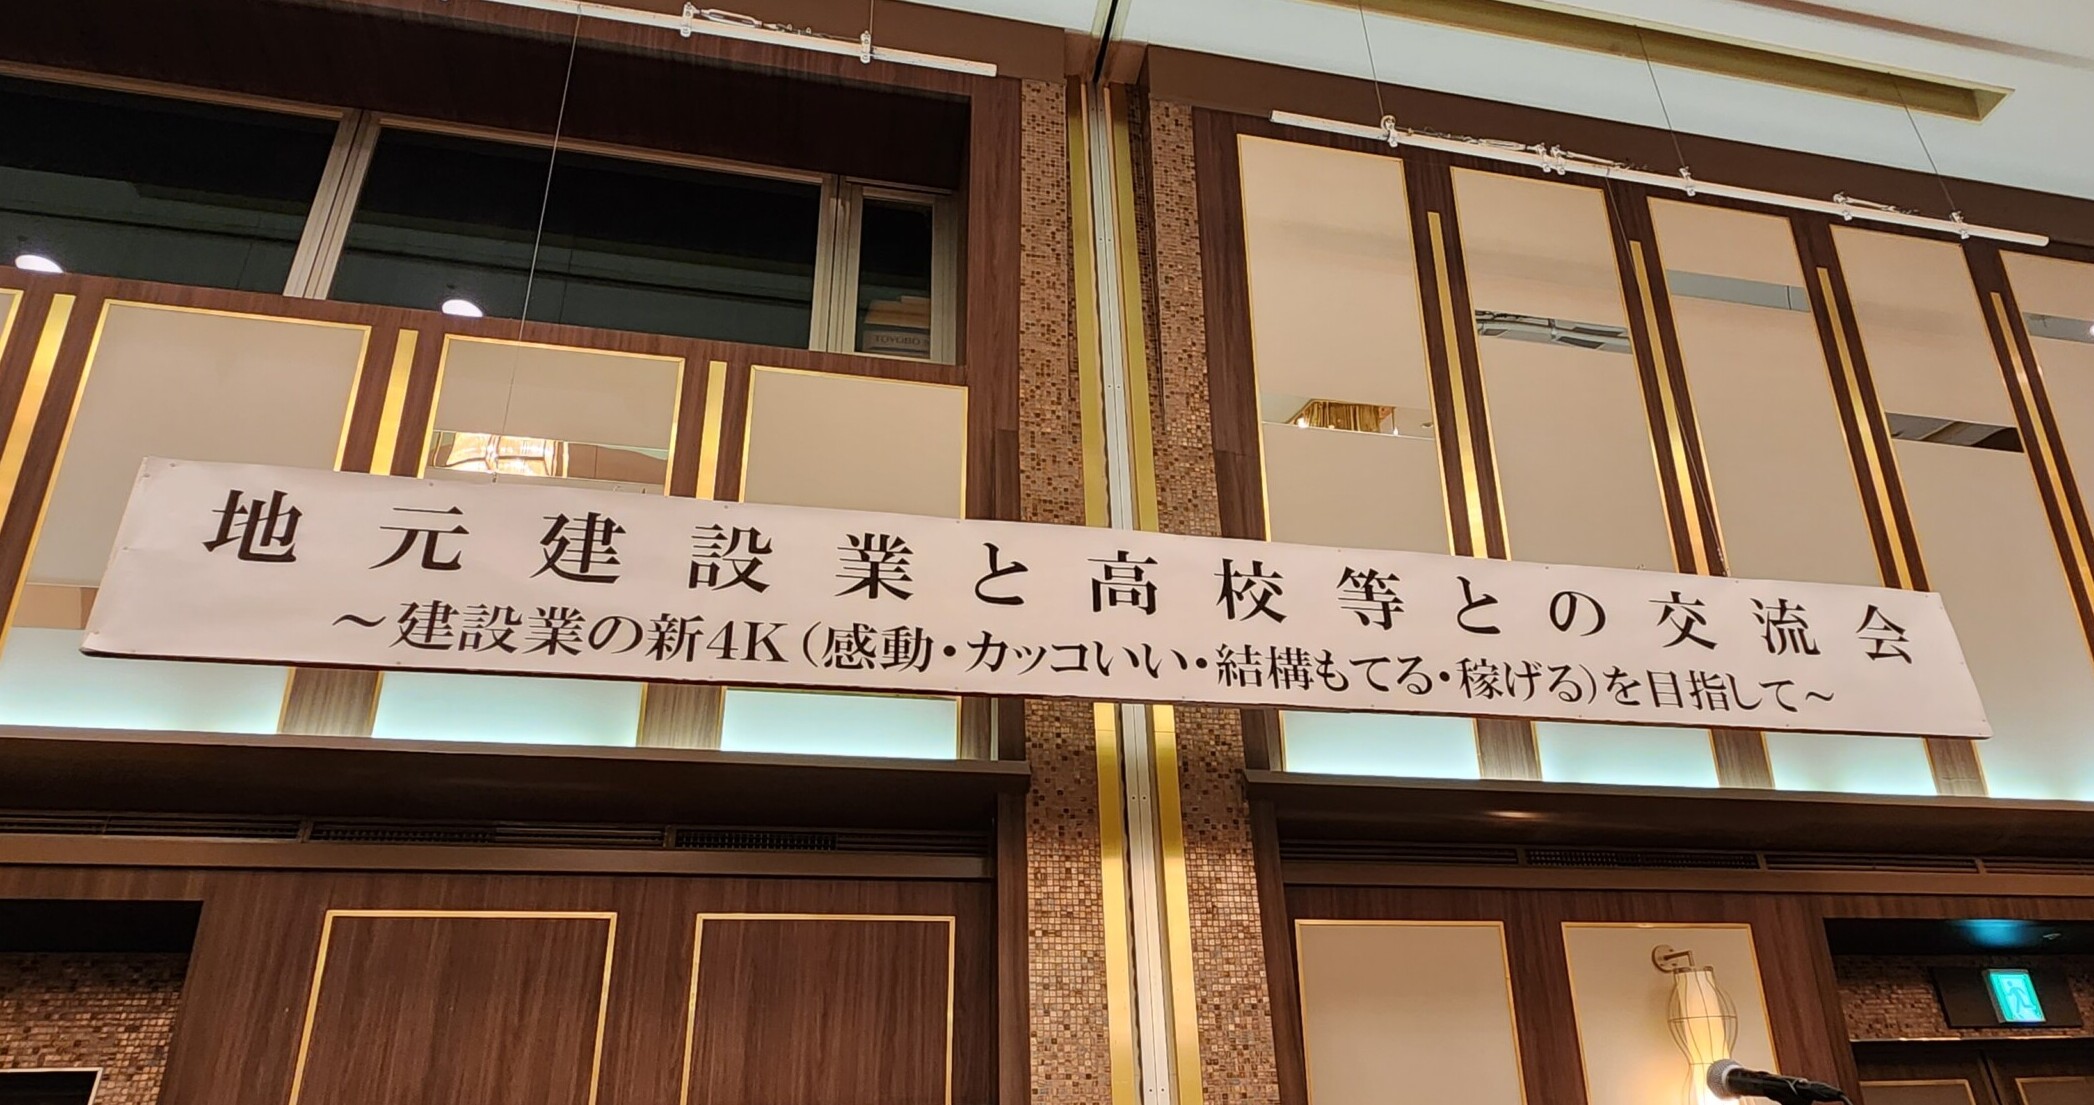 TOYOBO
地元建設業と高校等との交流会
～建設業の新4K(感動・カッコいい・結構もてる・稼げる)を目指して～